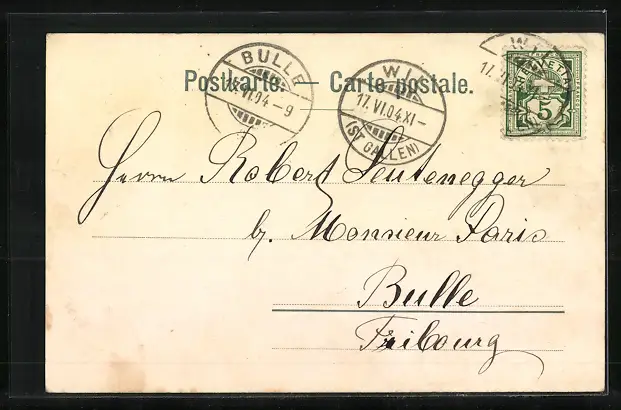 Postkarte. — Carte postale.
BULLE
VI.04 – 9
WIL
17.VI.04.XI–
(ST GALLEN)
HELVETIA
5
Herrn Robert Leutenegger
b. Monsieur Paris
Bulle
Fribourg